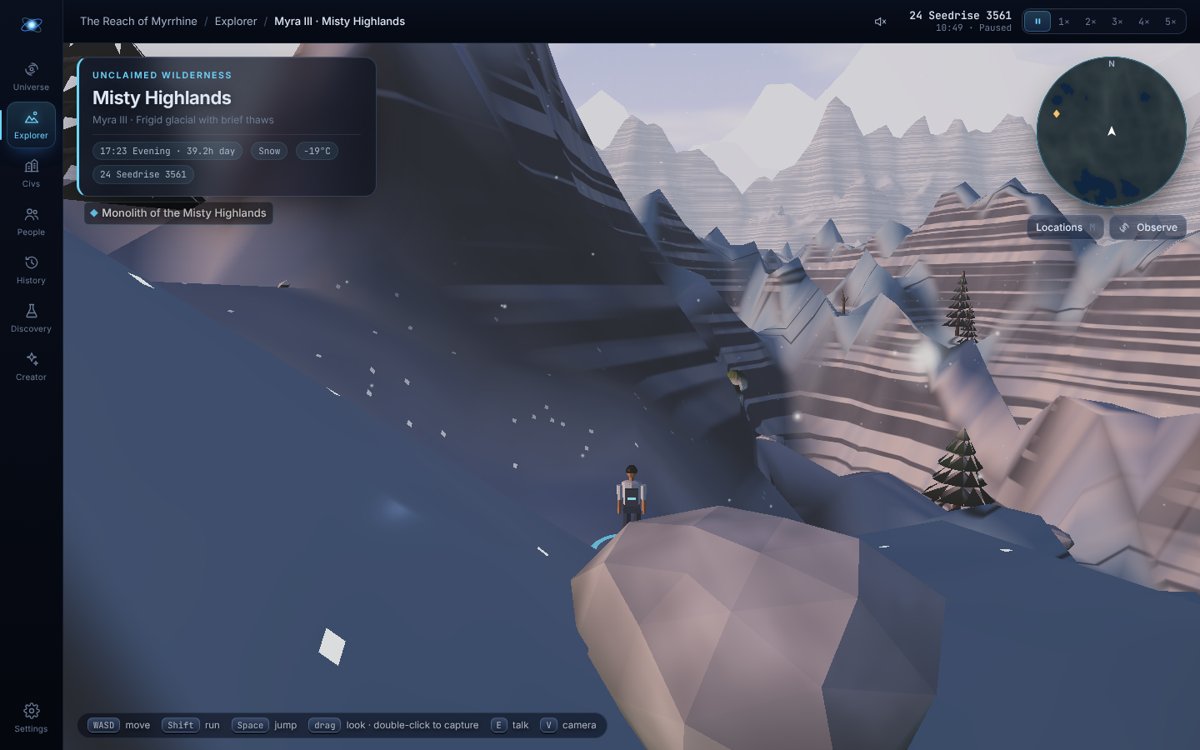 The Reach of Myrrhine / Explorer / Myra III · Misty Highlands
24 Seedrise 3561
10:49 · Paused
1× 2× 3× 4× 5×
Universe
Explorer
Civs
People
History
Discovery
Creator
Settings
UNCLAIMED WILDERNESS
Misty Highlands
Myra III · Frigid glacial with brief thaws
17:23 Evening · 39.2h day Snow -19°C
24 Seedrise 3561
Monolith of the Misty Highlands
N
Locations M Observe
WASD move Shift run Space jump drag look · double-click to capture E talk V camera